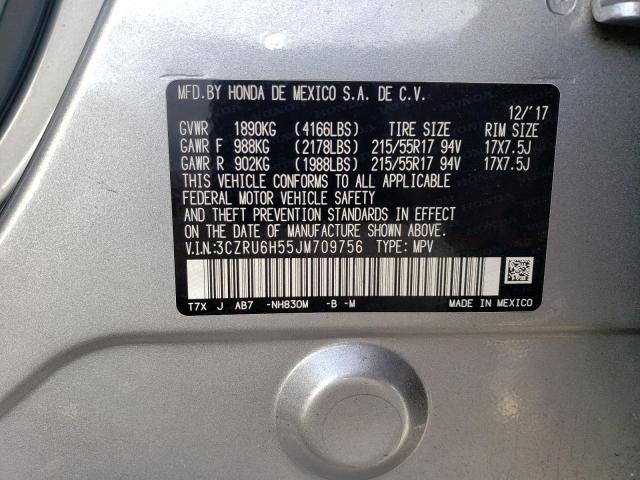 MFD.BY HONDA DE MEXICO S.A. DE C.V.
12/'17
GVWR 1890KG (4166LBS) TIRE SIZE RIM SIZE
GAWR F 988KG (2178LBS) 215/55R17 94V 17X7.5J
GAWR R 902KG (1988LBS) 215/55R17 94V 17X7.5J
THIS VEHICLE CONFORMS TO ALL APPLICABLE
FEDERAL MOTOR VEHICLE SAFETY
AND THEFT PREVENTION STANDARDS IN EFFECT
ON THE DATE OF MANUFACTURE SHOWN ABOVE.
V.I.N:3CZRU6H55JM709756 TYPE: MPV
T7X J AB7 -NH830M -B -M
MADE IN MEXICO